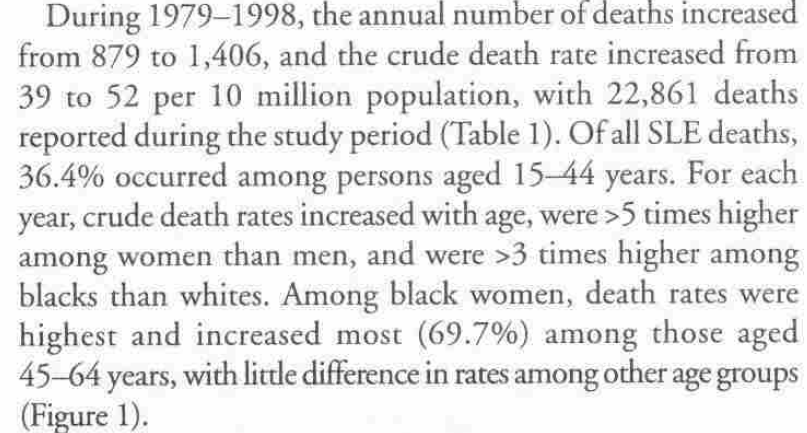 During 1979–1998, the annual number of deaths increased
from 879 to 1,406, and the crude death rate increased from
39 to 52 per 10 million population, with 22,861 deaths
reported during the study period (Table 1). Of all SLE deaths,
36.4% occurred among persons aged 15–44 years. For each
year, crude death rates increased with age, were >5 times higher
among women than men, and were >3 times higher among
blacks than whites. Among black women, death rates were
highest and increased most (69.7%) among those aged
45–64 years, with little difference in rates among other age groups
(Figure 1).